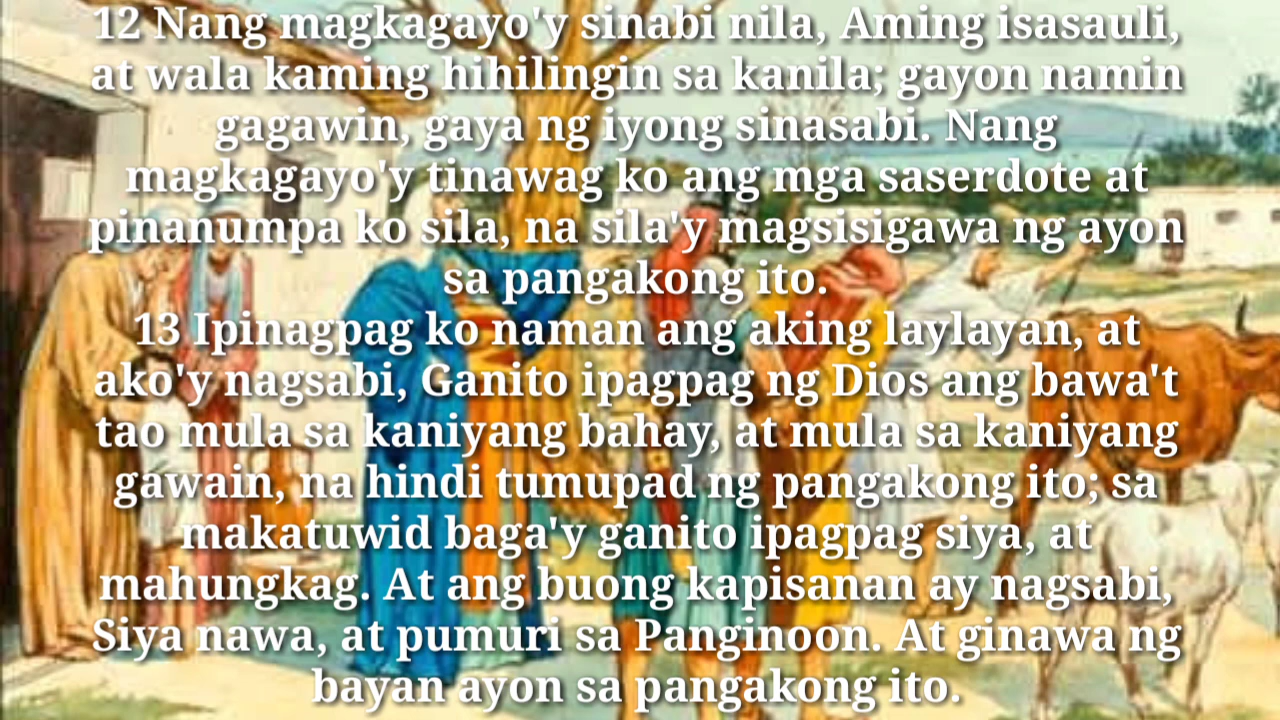 12 Nang magkagayo'y sinabi nila, Aming isasauli,
at wala kaming hihilingin sa kanila; gayon namin
gagawin, gaya ng iyong sinasabi. Nang
magkagayo'y tinawag ko ang mga saserdote at
pinanumpa ko sila, na sila'y magsisigawa ng ayon
sa pangakong ito.
13 Ipinagpag ko naman ang aking laylayan, at
ako'y nagsabi, Ganito ipagpag ng Dios ang bawa't
tao mula sa kaniyang bahay, at mula sa kaniyang
gawain, na hindi tumupad ng pangakong ito; sa
makatuwid baga'y ganito ipagpag siya, at
mahungkag. At ang buong kapisanan ay nagsabi,
Siya nawa, at pumuri sa Panginoon. At ginawa ng
bayan ayon sa pangakong ito.